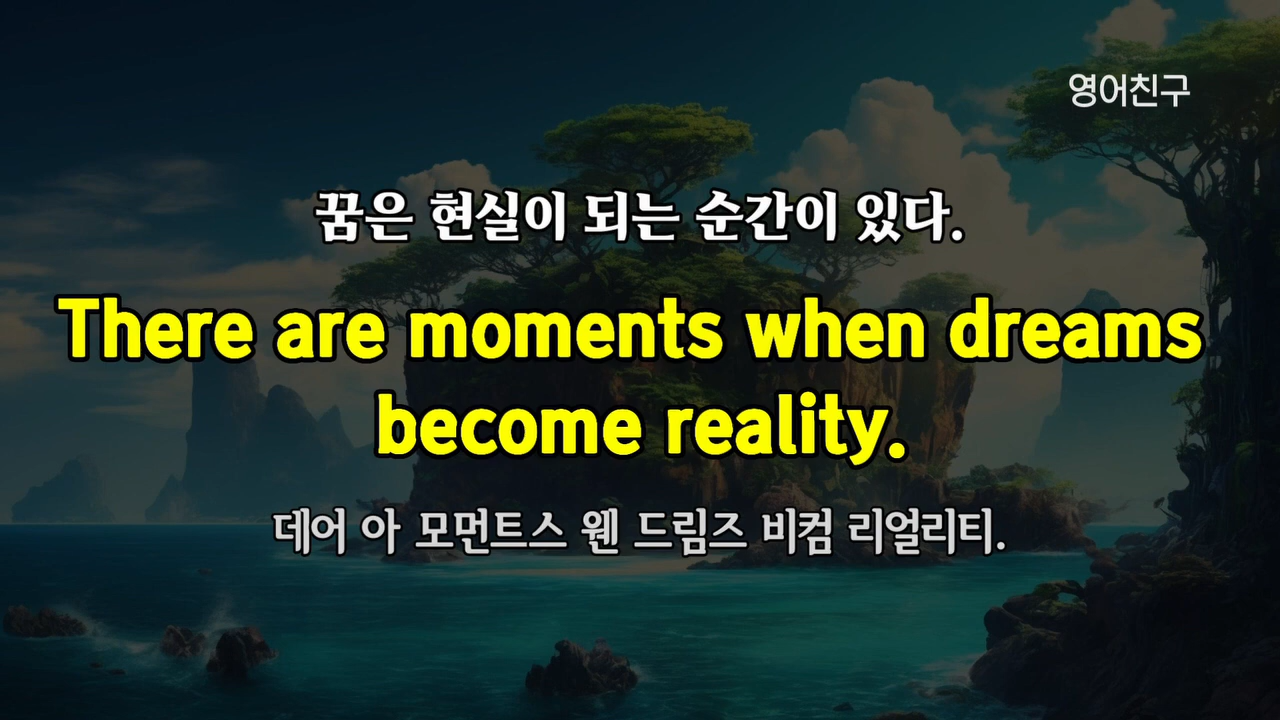 영어친구
꿈은 현실이 되는 순간이 있다.
There are moments when dreams
become reality.
데어 아 모먼트스 웬 드림즈 비컴 리얼리티.